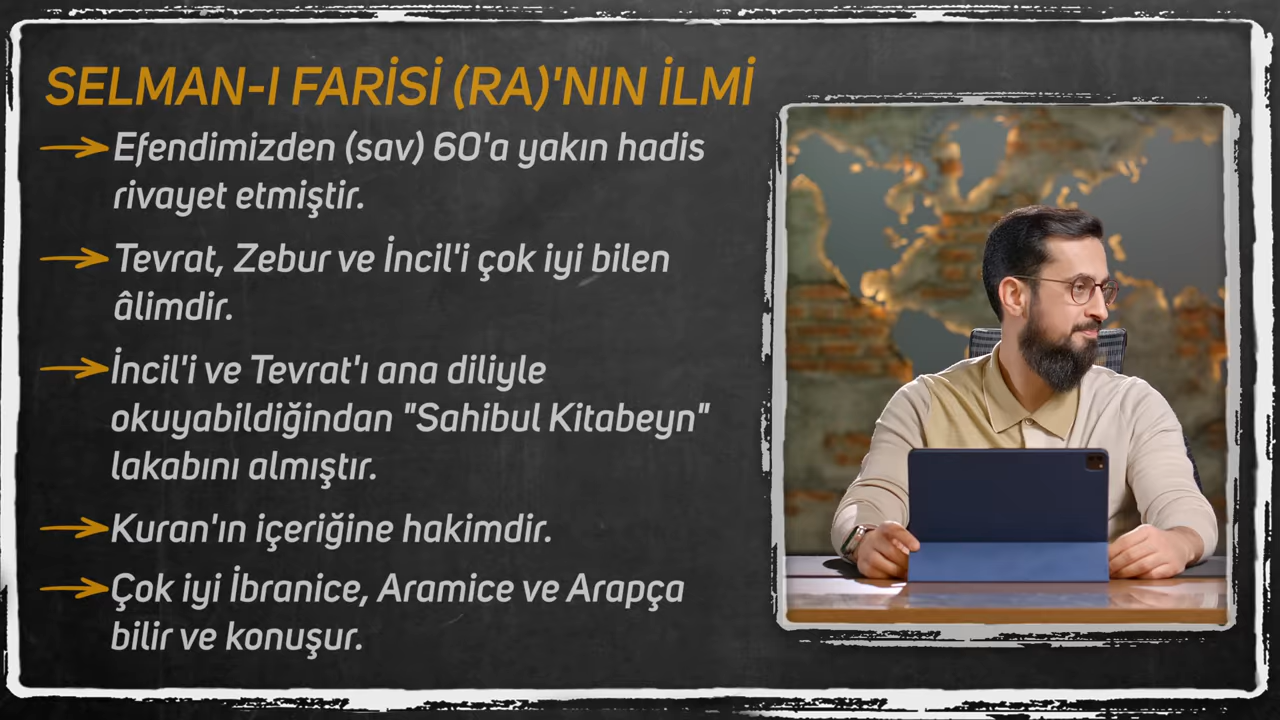 SELMAN-I FARİSİ (RA)'NIN İLMİ
Efendimizden (sav) 60'a yakın hadis
rivayet etmiştir.
Tevrat, Zebur ve İncil'i çok iyi bilen
âlimdir.
İncil'i ve Tevrat'ı ana diliyle
okuyabildiğindan "Sahibul Kitabeyn"
lakabını almıştır.
Kuran'ın içeriğine hakimdir.
Çok iyi İbranice, Aramice ve Arapça
bilir ve konuşur.